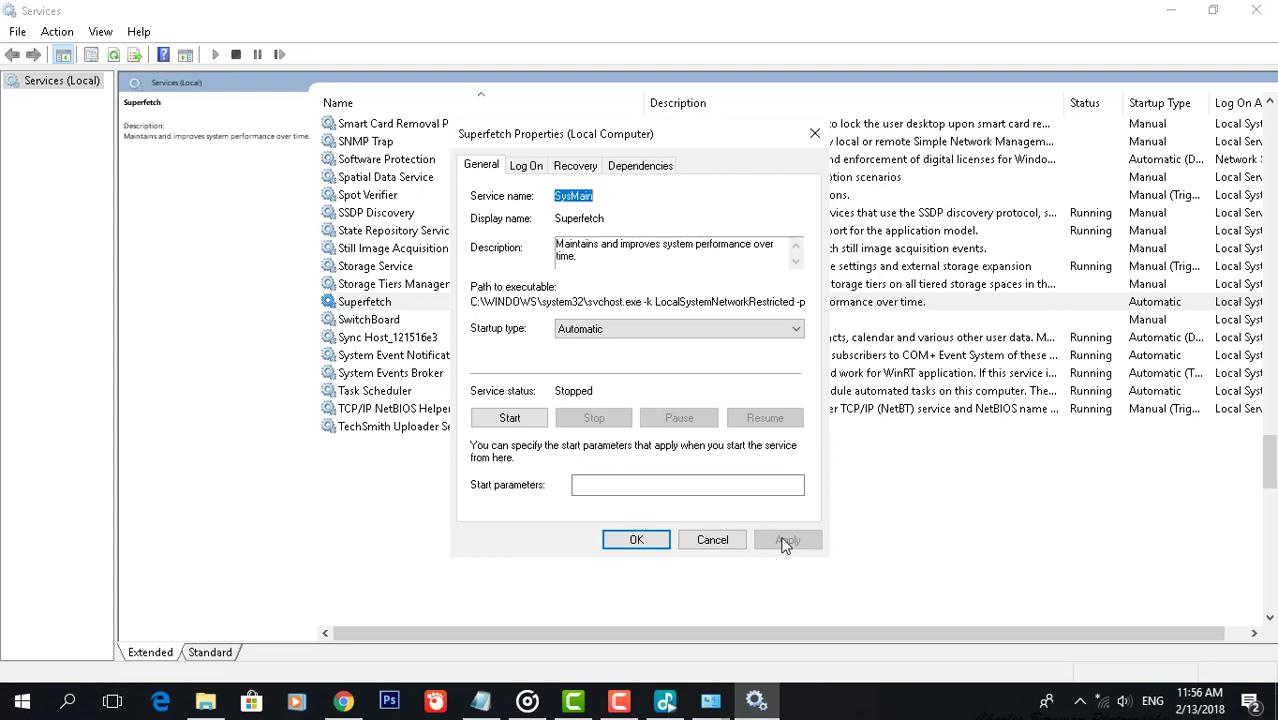 Services
File Action View Help
Services (Local)
Services (Local)
Superfetch
Description:
Maintains and improves system performance over time.
Name Description Status Startup Type Log On A
Smart Card Removal P to lock the user desktop upon smart card re... Manual Local Syst
SNMP Trap local or remote Simple Network Managem... Manual Local Serv
Software Protection and enforcement of digital licenses for Windo... Automatic (D... Network S
Spatial Data Service ption scenarios Manual Local Serv
Spot Verifier s. Manual (Trig... Local Syst
SSDP Discovery vices that use the SSDP discovery protocol, s... Running Manual Local Serv
State Repository Servic port for the application model. Running Manual Local Syst
Still Image Acquisition ith still image acquisition events. Manual Local Syst
Storage Service e settings and external storage expansion Running Manual (Trig... Local Syst
Storage Tiers Managem of storage tiers on all tiered storage spaces in th... Manual Local Syst
Superfetch ormance over time. Automatic Local Syst
SwitchBoard Manual Local Syst
Sync Host_121516e3 acts, calendar and various other user data. M... Running Automatic (D... Local Syst
System Event Notificat subscribers to COM+ Event System of these ... Running Automatic Local Syst
System Events Broker work for WinRT application. If this service i... Running Automatic (T... Local Syst
Task Scheduler dule automated tasks on this computer. The... Running Automatic Local Syst
TCP/IP NetBIOS Helper er TCP/IP (NetBT) service and NetBIOS name ... Running Manual (Trig... Local Serv
TechSmith Uploader Se
Superfetch Properties (Local Computer)
General Log On Recovery Dependencies
Service name: SysMain
Display name: Superfetch
Description: Maintains and improves system performance over
time.
Path to executable:
C:\WINDOWS\system32\svchost.exe -k LocalSystemNetworkRestricted -p
Startup type: Automatic
Service status: Stopped
Start Stop Pause Resume
You can specify the start parameters that apply when you start the service
from here.
Start parameters:
OK Cancel Apply
Extended Standard
Ps ENG 11:56 AM
2/13/2018 2